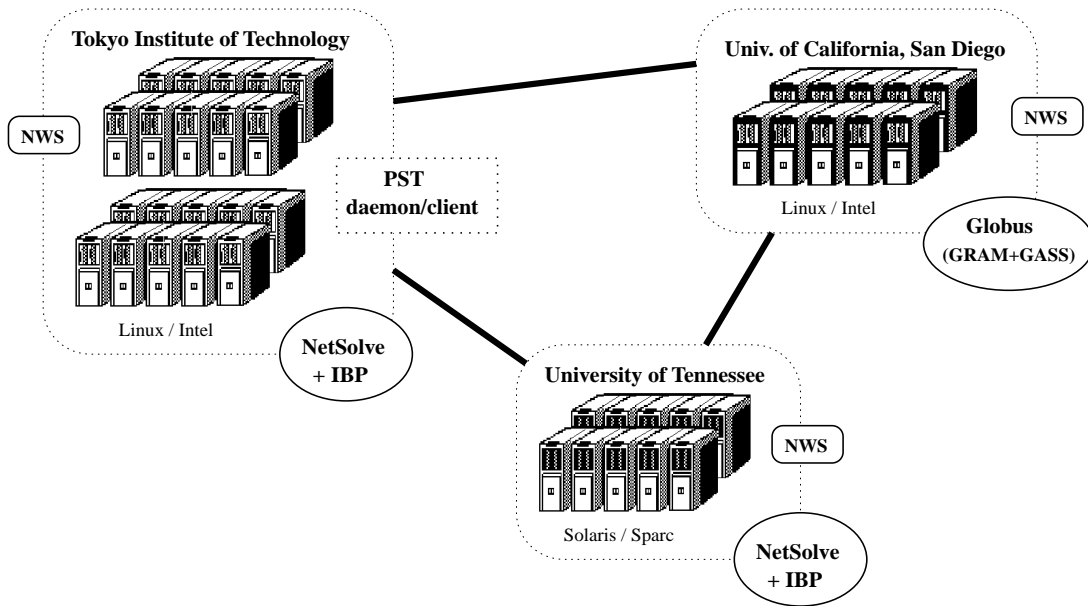 Tokyo Institute of Technology
NWS
PST
daemon/client
Linux / Intel
NetSolve
+ IBP
Univ. of California, San Diego
NWS
Linux / Intel
Globus
(GRAM+GASS)
University of Tennessee
NWS
Solaris / Sparc
NetSolve
+ IBP